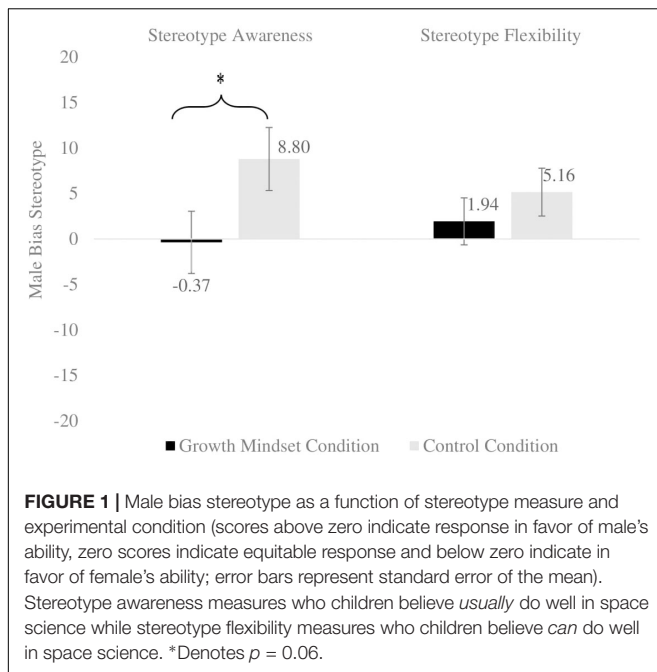 Stereotype Awareness Stereotype Flexibility
20
15
10
5
0
-5
-10
-15
-20
Male Bias Stereotype
*
-0.37
8.80
1.94
5.16
Growth Mindset Condition Control Condition
FIGURE 1 | Male bias stereotype as a function of stereotype measure and
experimental condition (scores above zero indicate response in favor of male’s
ability, zero scores indicate equitable response and below zero indicate in
favor of female’s ability; error bars represent standard error of the mean).
Stereotype awareness measures who children believe usually do well in space
science while stereotype flexibility measures who children believe can do well
in space science. *Denotes p = 0.06.